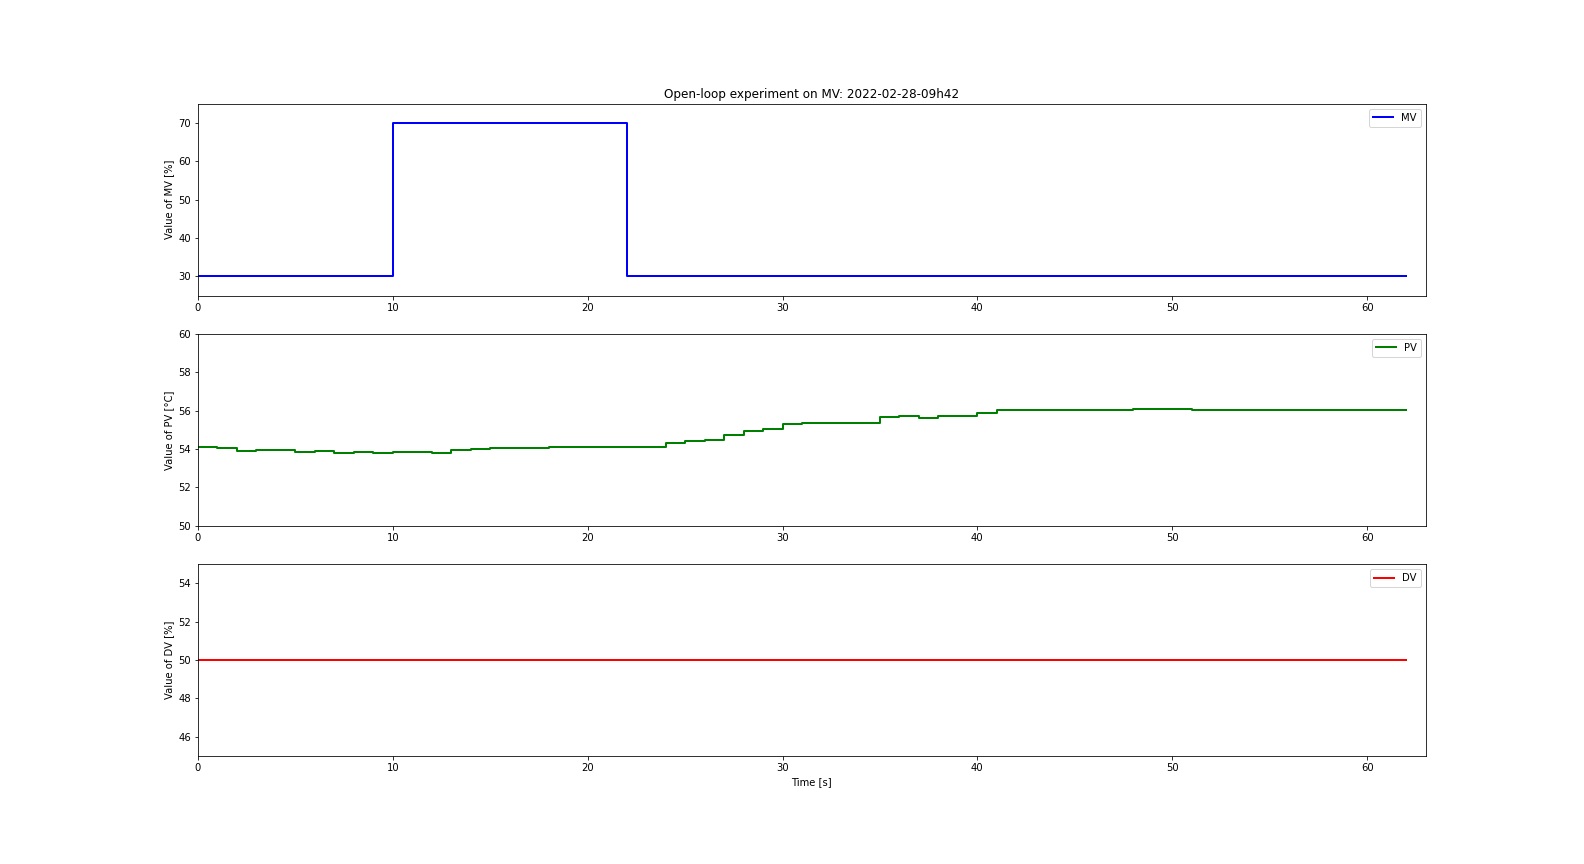 Open-loop experiment on MV: 2022-02-28-09h42
Value of MV [%]
70
60
50
40
30
MV
0 10 20 30 40 50 60
Value of PV [°C]
60
58
56
54
52
50
PV
0 10 20 30 40 50 60
Value of DV [%]
54
52
50
48
46
DV
0 10 20 30 40 50 60
Time [s]